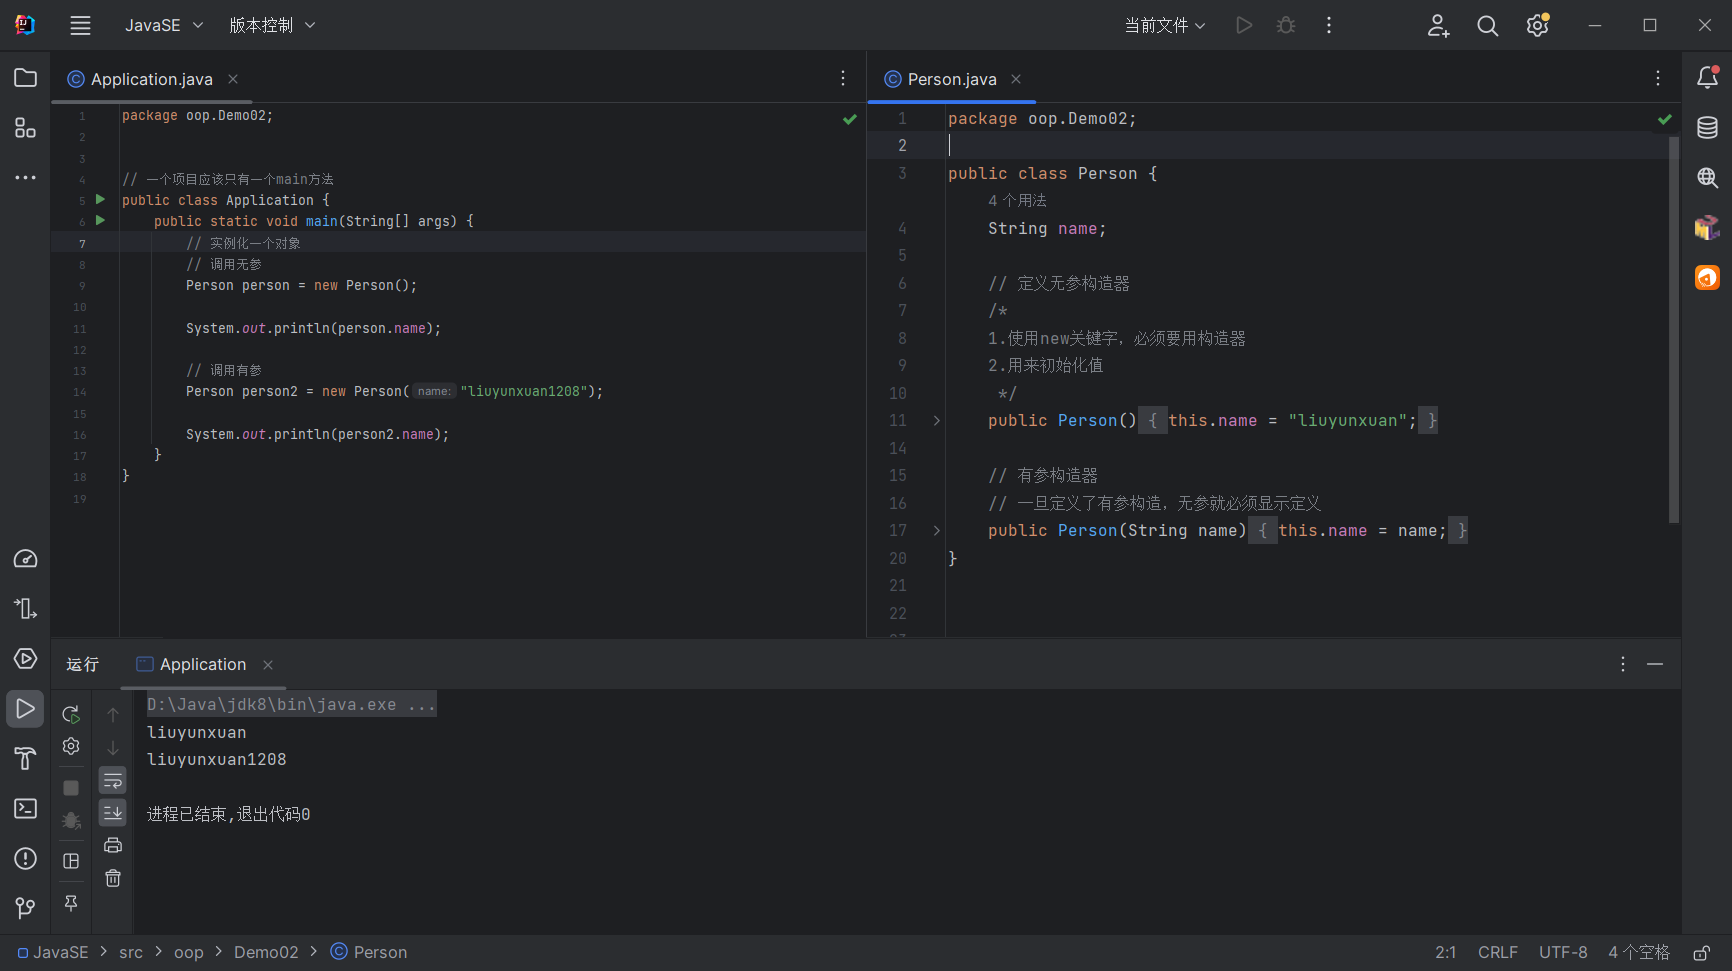 JavaSE 版本控制 当前文件
Application.java
1 package oop.Demo02;
2
3
4 // 一个项目应该只有一个main方法
5 public class Application {
6 public static void main(String[] args) {
7 // 实例化一个对象
8 // 调用无参
9 Person person = new Person();
10
11 System.out.println(person.name);
12
13 // 调用有参
14 Person person2 = new Person( name: "liuyunxuan1208");
15
16 System.out.println(person2.name);
17 }
18 }
19
Person.java
1 package oop.Demo02;
2
3 public class Person {
4 个用法
4 String name;
5
6 // 定义无参构造器
7 /*
8 1.使用new关键字，必须要用构造器
9 2.用来初始化值
10 */
11 public Person() { this.name = "liuyunxuan"; }
14
15 // 有参构造器
16 // 一旦定义了有参构造，无参就必须显示定义
17 public Person(String name) { this.name = name; }
20 }
21
22
运行 Application
D:\Java\jdk8\bin\java.exe ...
liuyunxuan
liuyunxuan1208
进程已结束,退出代码0
JavaSE > src > oop > Demo02 > Person 2:1 CRLF UTF-8 4 个空格